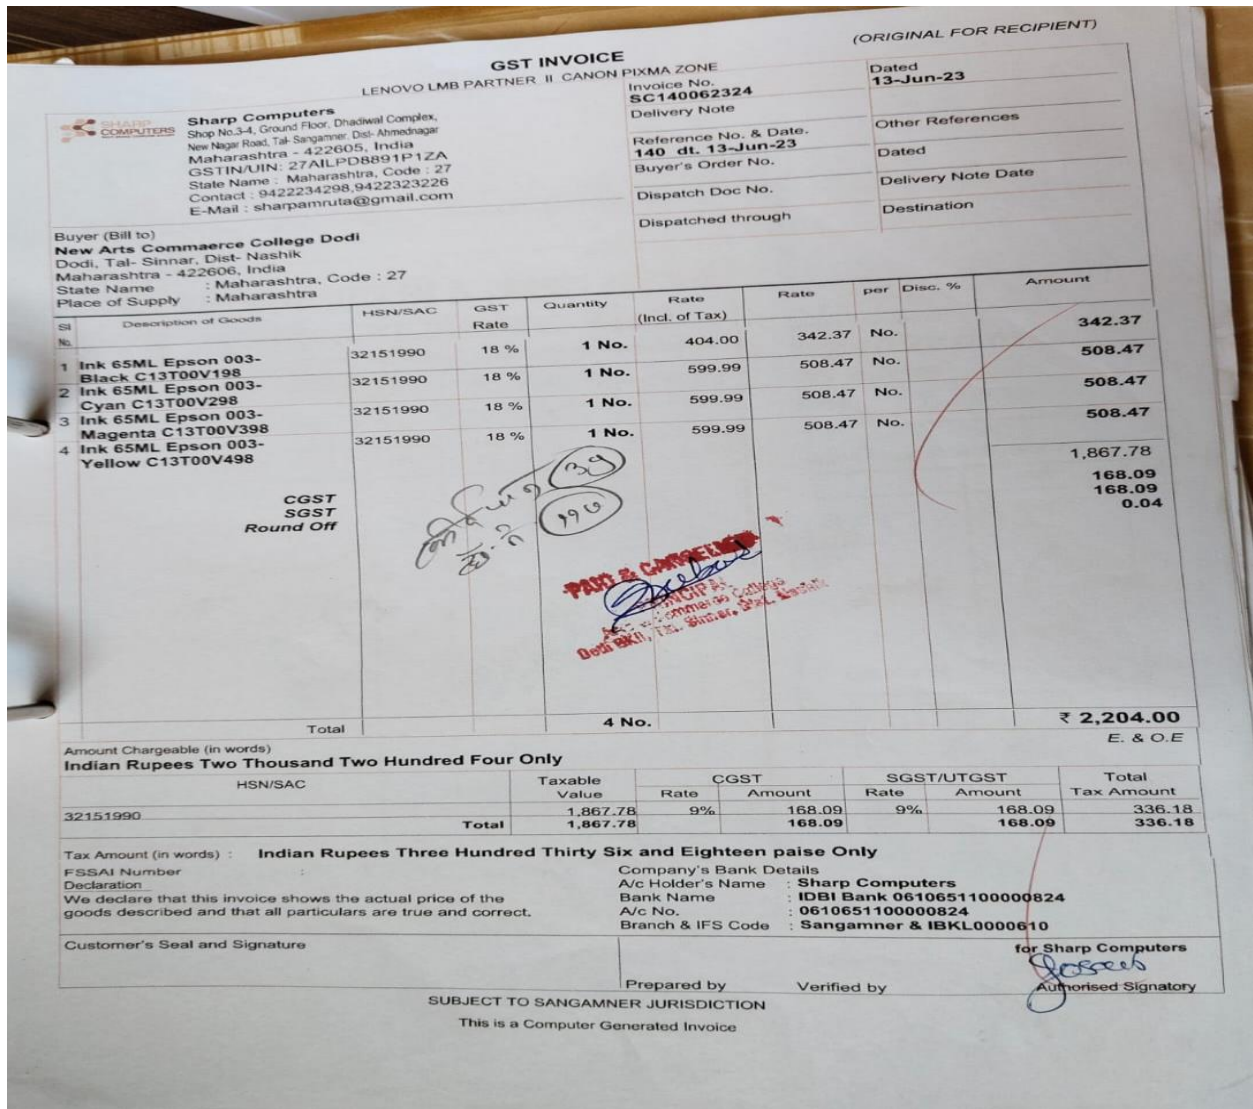 (ORIGINAL FOR RECIPIENT)
GST INVOICE
LENOVO LMB PARTNER II CANON PIXMA ZONE
SHARP COMPUTERS
Sharp Computers
Shop No.3-4, Ground Floor, Dhadiwal Complex,
New Nagar Road, Tal- Sangamner, Dist- Ahmednagar
Maharashtra - 422605, India
GSTIN/UIN: 27AILPD8891P1ZA
State Name : Maharashtra, Code : 27
Contact : 9422234298,9422323226
E-Mail : sharpamruta@gmail.com
Invoice No.
SC140062324
Dated
13-Jun-23
Delivery Note
Reference No. & Date.
140 dt. 13-Jun-23
Other References
Buyer's Order No.
Dated
Dispatch Doc No.
Delivery Note Date
Dispatched through
Destination
Buyer (Bill to)
New Arts Commaerce College Dodi
Dodi, Tal- Sinnar, Dist- Nashik
Maharashtra - 422606, India
State Name : Maharashtra, Code : 27
Place of Supply : Maharashtra
Sl No. Description of Goods HSN/SAC GST Rate Quantity Rate (Incl. of Tax) Rate per Disc. % Amount
1 Ink 65ML Epson 003- 32151990 18 % 1 No. 404.00 342.37 No. 342.37
Black C13T00V198
2 Ink 65ML Epson 003- 32151990 18 % 1 No. 599.99 508.47 No. 508.47
Cyan C13T00V298
3 Ink 65ML Epson 003- 32151990 18 % 1 No. 599.99 508.47 No. 508.47
Magenta C13T00V398
4 Ink 65ML Epson 003- 32151990 18 % 1 No. 599.99 508.47 No. 508.47
Yellow C13T00V498
1,867.78
CGST 168.09
SGST 168.09
Round Off 0.04
PAID &
PRINCIPAL
Commerce College
Dodi BK, Tal. Sinnar, Dist. Nashik
Total 4 No. ₹ 2,204.00
Amount Chargeable (in words) E. & O.E
Indian Rupees Two Thousand Two Hundred Four Only
HSN/SAC Taxable Value CGST Rate Amount SGST/UTGST Rate Amount Total Tax Amount
32151990 1,867.78 9% 168.09 9% 168.09 336.18
Total 1,867.78 168.09 168.09 336.18
Tax Amount (in words) : Indian Rupees Three Hundred Thirty Six and Eighteen paise Only
FSSAI Number :
Declaration
We declare that this invoice shows the actual price of the
goods described and that all particulars are true and correct.
Company's Bank Details
A/c Holder's Name : Sharp Computers
Bank Name : IDBI Bank 0610651100000824
A/c No. : 0610651100000824
Branch & IFS Code : Sangamner & IBKL0000610
Customer's Seal and Signature
for Sharp Computers
Prepared by Verified by Authorised Signatory
SUBJECT TO SANGAMNER JURISDICTION
This is a Computer Generated Invoice